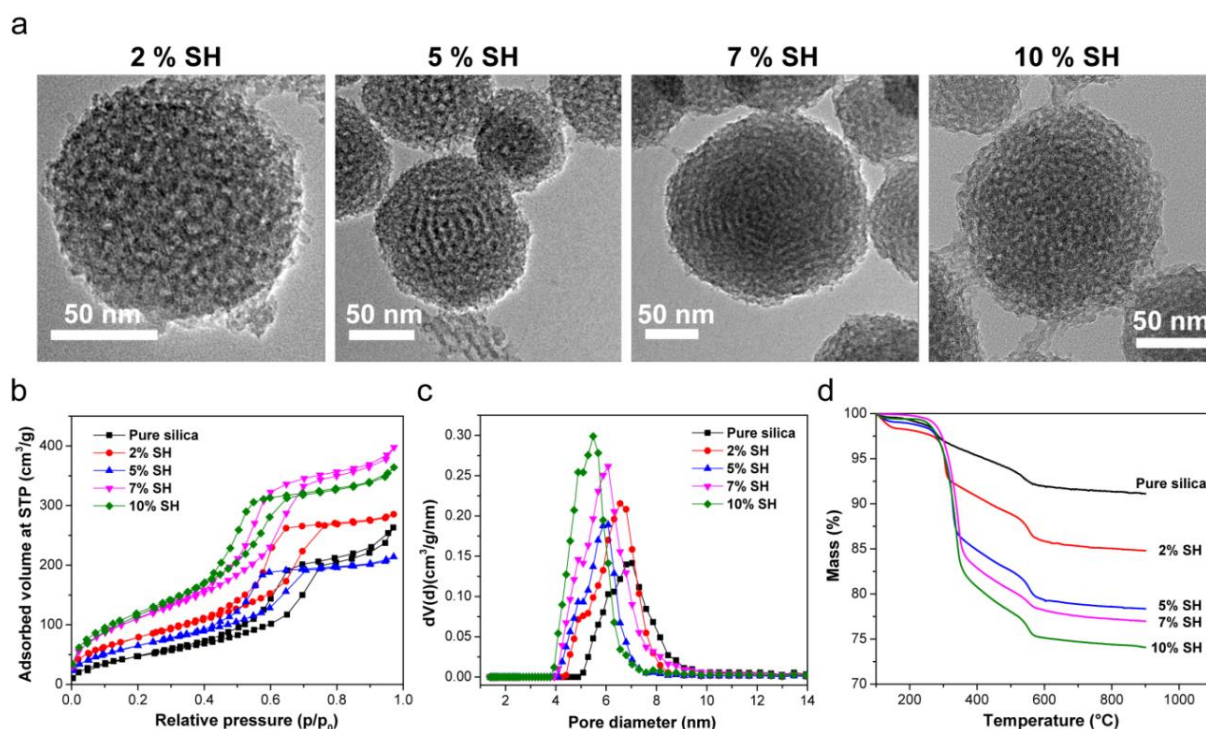 a
2 % SH
5 % SH
7 % SH
10 % SH
50 nm
50 nm
50 nm
50 nm
b
Adsorbed volume at STP (cm³/g)
400
300
200
100
0
Pure silica
2% SH
5% SH
7% SH
10% SH
0.0 0.2 0.4 0.6 0.8 1.0
Relative pressure (p/p₀)
c
dV(d)(cm³/g/nm)
0.30
0.25
0.20
0.15
0.10
0.05
0.00
Pure silica
2% SH
5% SH
7% SH
10% SH
2 4 6 8 10 12 14
Pore diameter (nm)
d
Mass (%)
100
95
90
85
80
75
70
Pure silica
2% SH
5% SH
7% SH
10% SH
200 400 600 800 1000
Temperature (°C)